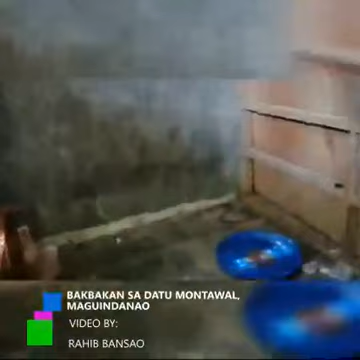 BAKBAKAN SA DATU MONTAWAL,
MAGUINDANAO
VIDEO BY:
RAHIB BANSAO